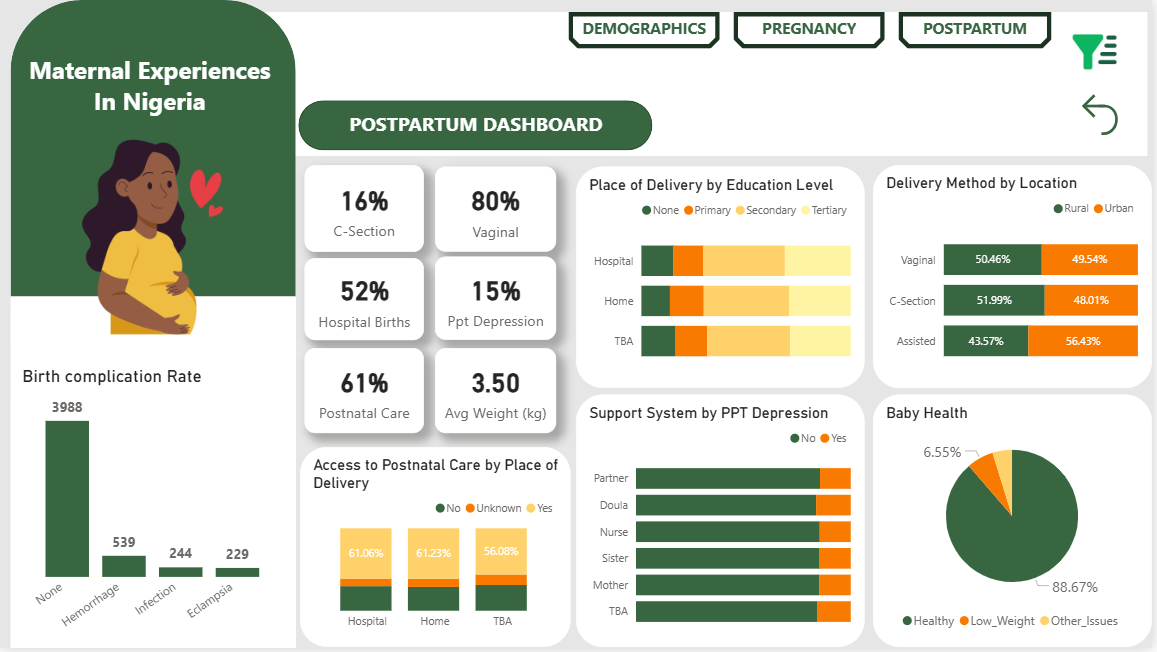 DEMOGRAPHICS
PREGNANCY
POSTPARTUM
Maternal Experiences
In Nigeria
POSTPARTUM DASHBOARD
16%
C-Section
80%
Vaginal
52%
Hospital Births
15%
Ppt Depression
61%
Postnatal Care
3.50
Avg Weight (kg)
Birth complication Rate
3988
539
244
229
None
Hemorrhage
Infection
Eclampsia
Access to Postnatal Care by Place of
Delivery
No Unknown Yes
61.06% 61.23% 56.08%
Hospital Home TBA
Place of Delivery by Education Level
None Primary Secondary Tertiary
Hospital
Home
TBA
Delivery Method by Location
Rural Urban
Vaginal 50.46% 49.54%
C-Section 51.99% 48.01%
Assisted 43.57% 56.43%
Support System by PPT Depression
No Yes
Partner
Doula
Nurse
Sister
Mother
TBA
Baby Health
6.55%
88.67%
Healthy Low_Weight Other_Issues